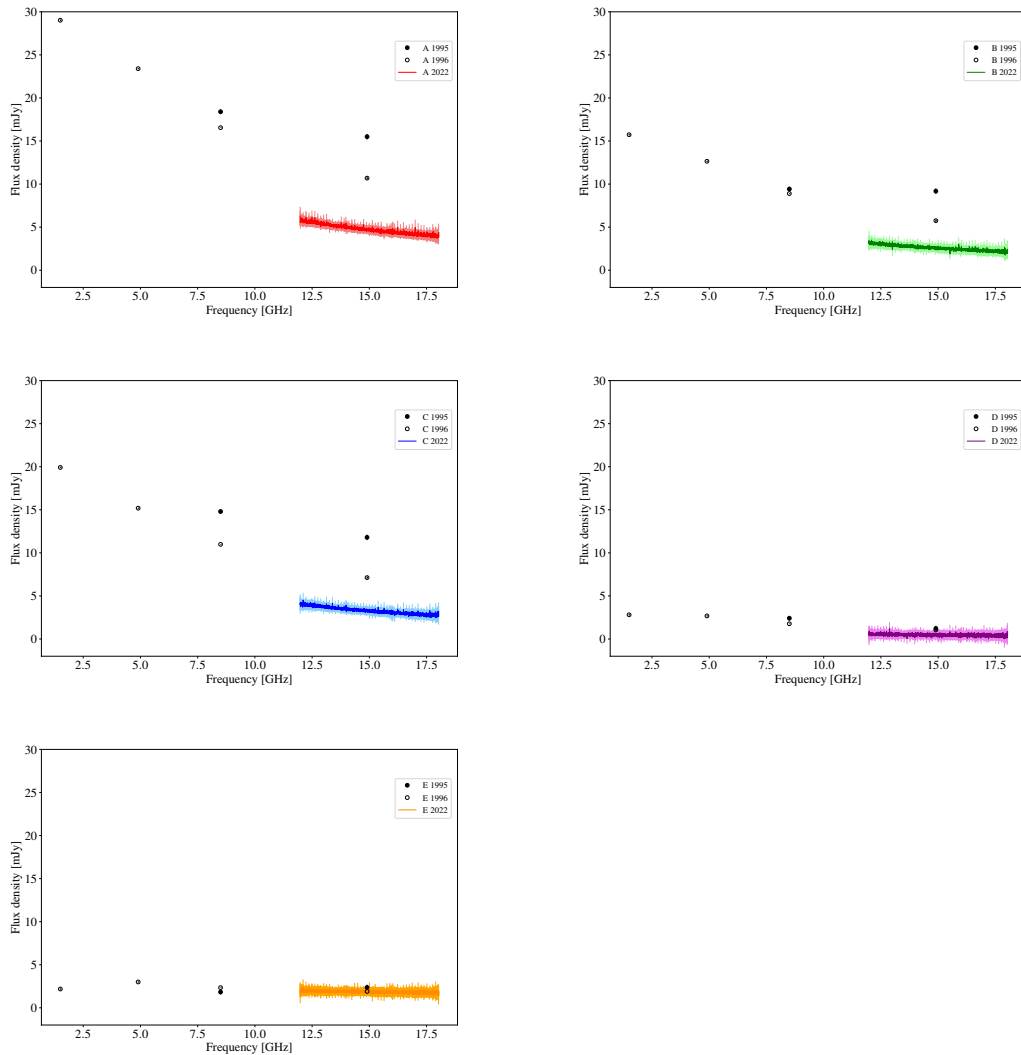 30
25
20
15
10
5
0
Flux density [mJy]
2.5 5.0 7.5 10.0 12.5 15.0 17.5
Frequency [GHz]
A 1995
A 1996
A 2022
30
25
20
15
10
5
0
Flux density [mJy]
2.5 5.0 7.5 10.0 12.5 15.0 17.5
Frequency [GHz]
B 1995
B 1996
B 2022
30
25
20
15
10
5
0
Flux density [mJy]
2.5 5.0 7.5 10.0 12.5 15.0 17.5
Frequency [GHz]
C 1995
C 1996
C 2022
30
25
20
15
10
5
0
Flux density [mJy]
2.5 5.0 7.5 10.0 12.5 15.0 17.5
Frequency [GHz]
D 1995
D 1996
D 2022
30
25
20
15
10
5
0
Flux density [mJy]
2.5 5.0 7.5 10.0 12.5 15.0 17.5
Frequency [GHz]
E 1995
E 1996
E 2022